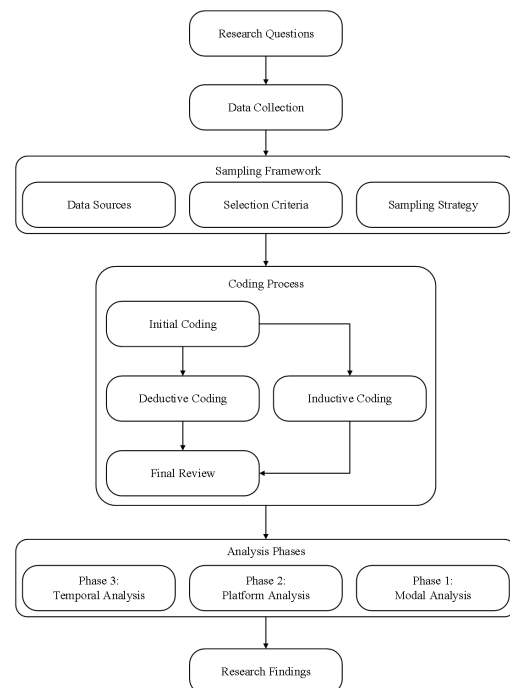 Research Questions
Data Collection
Sampling Framework
Data Sources
Selection Criteria
Sampling Strategy
Coding Process
Initial Coding
Deductive Coding
Inductive Coding
Final Review
Analysis Phases
Phase 3:
Temporal Analysis
Phase 2:
Platform Analysis
Phase 1:
Modal Analysis
Research Findings